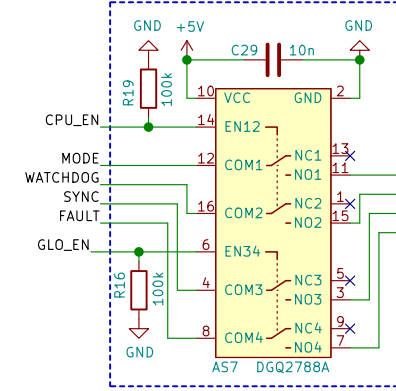 GND +5V GND
C29 10n
R19 100k
10 VCC GND 2
CPU_EN 14 EN12
MODE 12 COM1 NC1 13
NO1 11
WATCHDOG 16 COM2 NC2 1
SYNC NO2 15
FAULT
GLO_EN 6 EN34
R16 100k 4 COM3 NC3 5
NO3 3
8 COM4 NC4 9
GND NO4 7
AS7 DGQ2788A